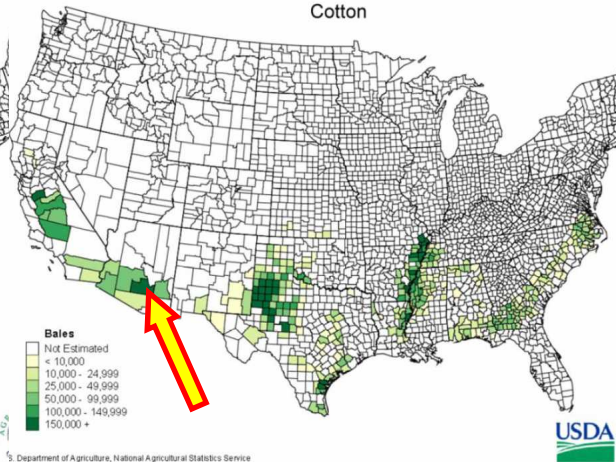 Cotton
Bales
Not Estimated
< 10,000
10,000 - 24,999
25,000 - 49,999
50,000 - 99,999
100,000 - 149,999
150,000 +
USDA
S. Department of Agriculture, National Agricultural Statistics Service